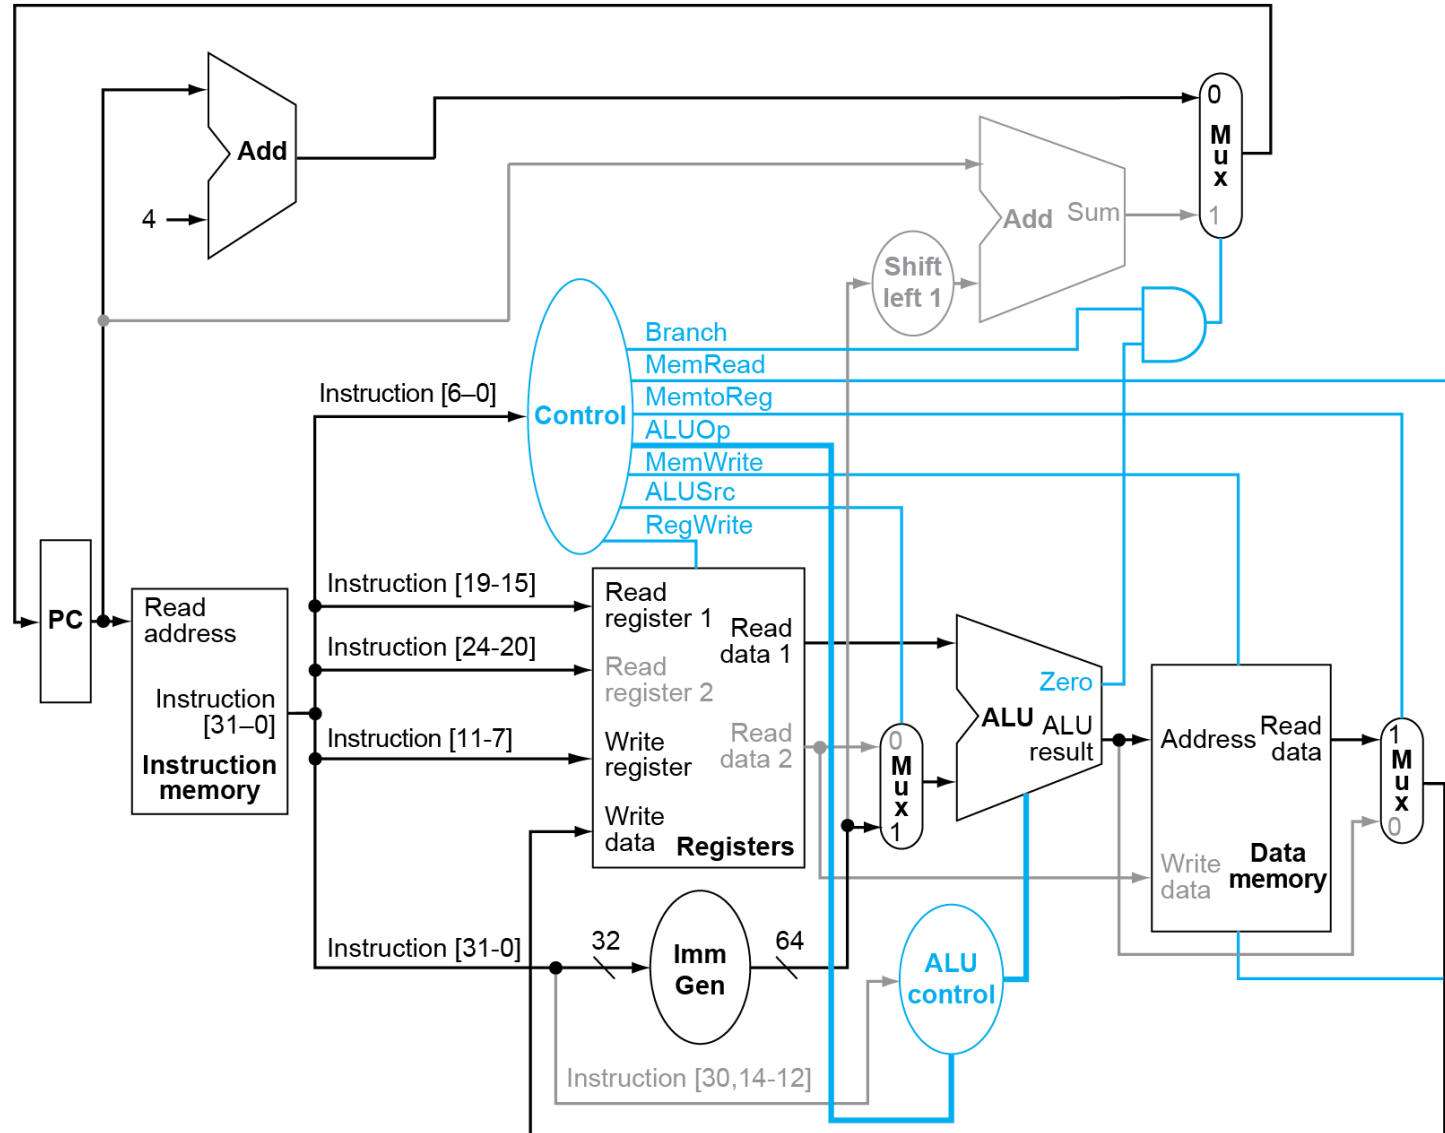 Add
4
0
M
u
x
1
Add
Sum
Shift
left 1
Branch
MemRead
MemtoReg
ALUOp
MemWrite
ALUSrc
RegWrite
Control
Instruction [6–0]
Instruction [19-15]
Instruction [24-20]
Instruction [11-7]
Instruction [31-0]
PC
Read
address
Instruction
[31–0]
Instruction
memory
Read
register 1
Read
register 2
Write
register
Write
data
Read
data 1
Read
data 2
Registers
0
M
u
x
1
Zero
ALU
ALU
result
Address
Read
data
Write
data
Data
memory
1
M
u
x
0
32
Imm
Gen
64
ALU
control
Instruction [30,14-12]